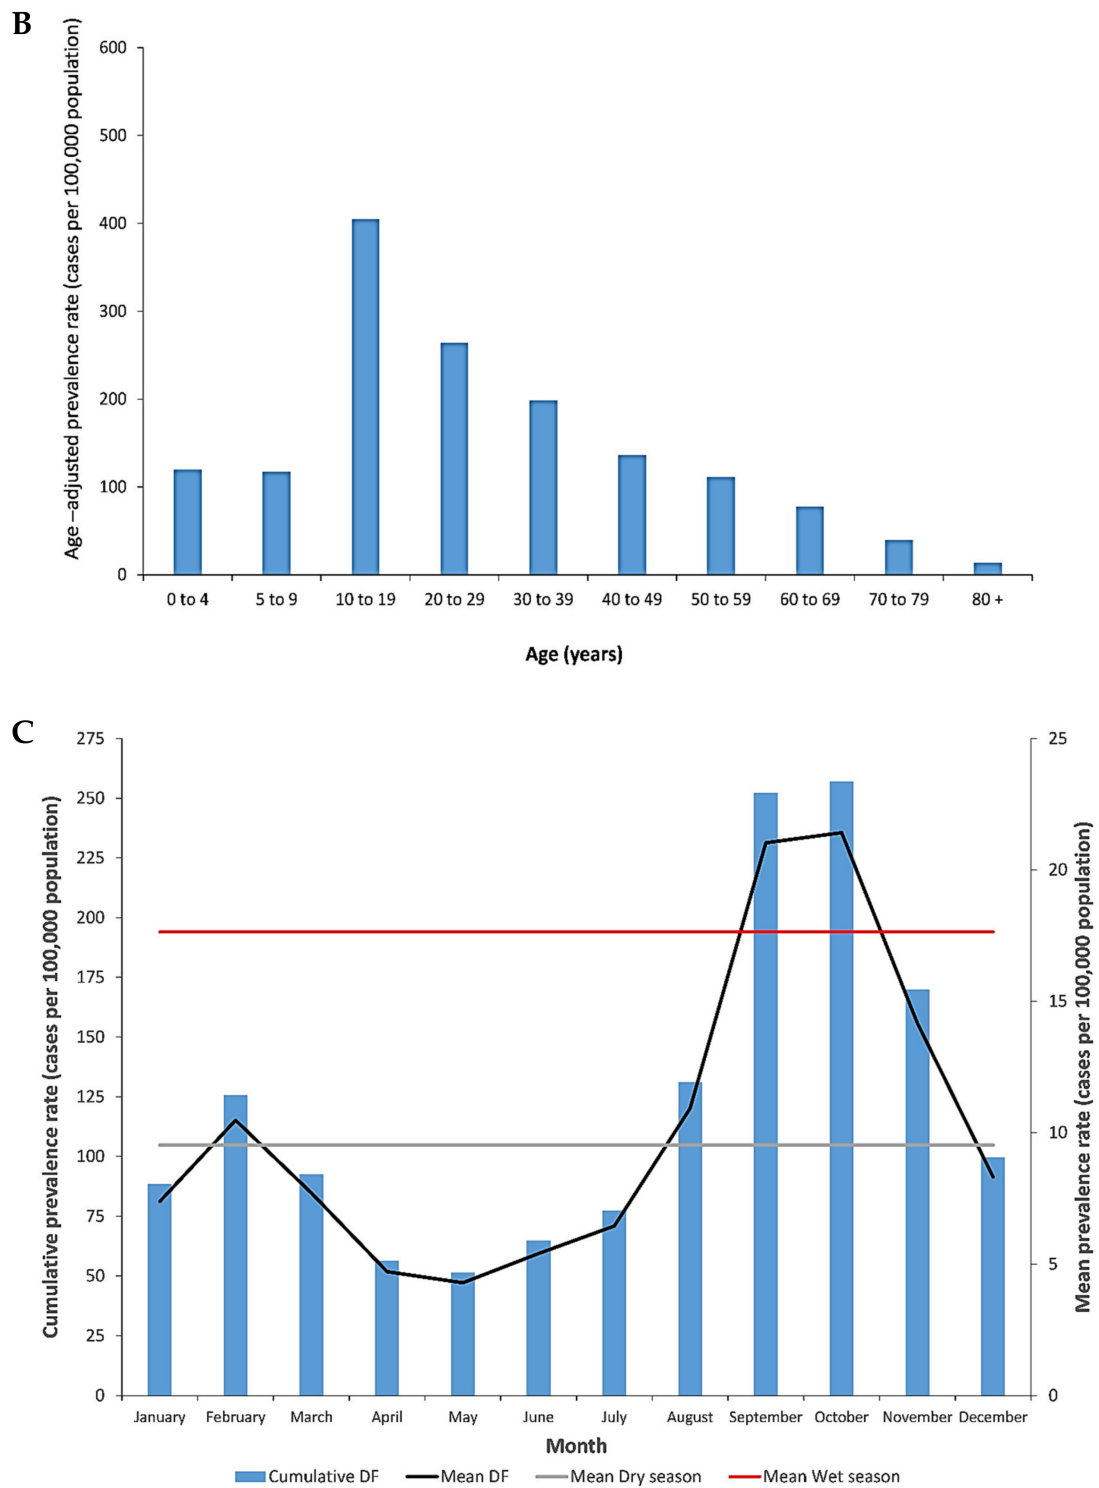 B
Age –adjusted prevalence rate (cases per 100,000 population)
600
500
400
300
200
100
0
0 to 4 5 to 9 10 to 19 20 to 29 30 to 39 40 to 49 50 to 59 60 to 69 70 to 79 80 +
Age (years)
C
Cumulative prevalence rate (cases per 100,000 population)
275
250
225
200
175
150
125
100
75
50
25
0
25
20
15
10
5
0
Mean prevalence rate (cases per 100,000 population)
January February March April May June July August September October November December
Month
Cumulative DF Mean DF Mean Dry season Mean Wet season